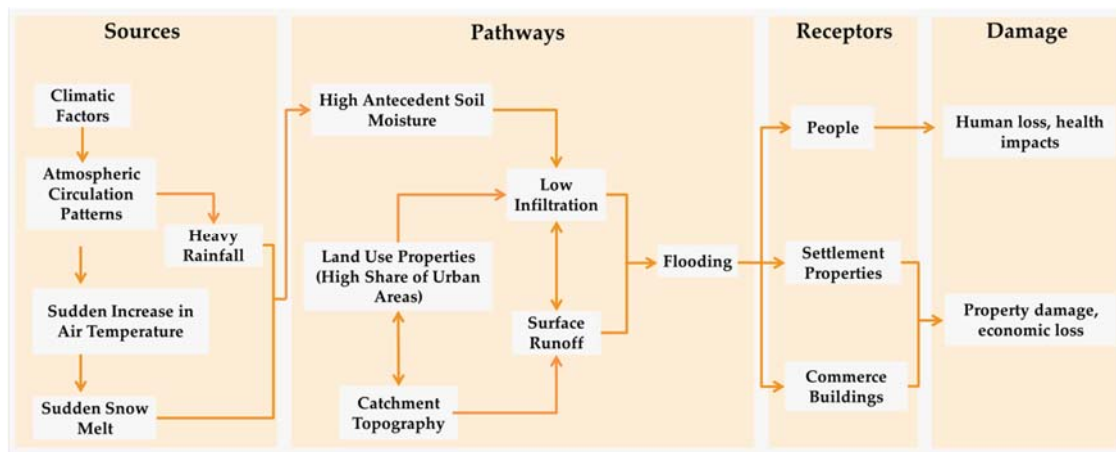 Sources
Climatic
Factors
Atmospheric
Circulation
Patterns
Heavy
Rainfall
Sudden Increase in
Air Temperature
Sudden Snow
Melt
Pathways
High Antecedent Soil
Moisture
Low
Infiltration
Land Use Properties
(High Share of Urban
Areas)
Surface
Runoff
Catchment
Topography
Flooding
Receptors
People
Settlement
Properties
Commerce
Buildings
Damage
Human loss, health
impacts
Property damage,
economic loss